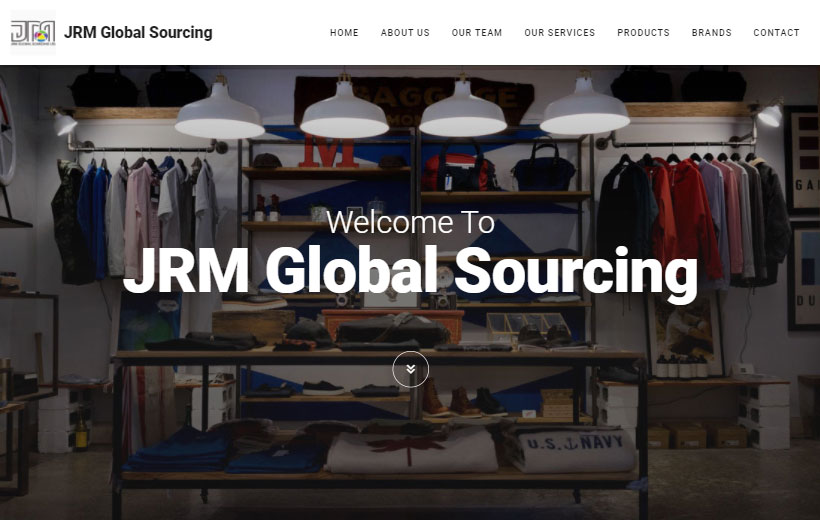 JRM Global Sourcing
HOME ABOUT US OUR TEAM OUR SERVICES PRODUCTS BRANDS CONTACT
BAGGAGE
M
Welcome To
JRM Global Sourcing
U.S. NAVY